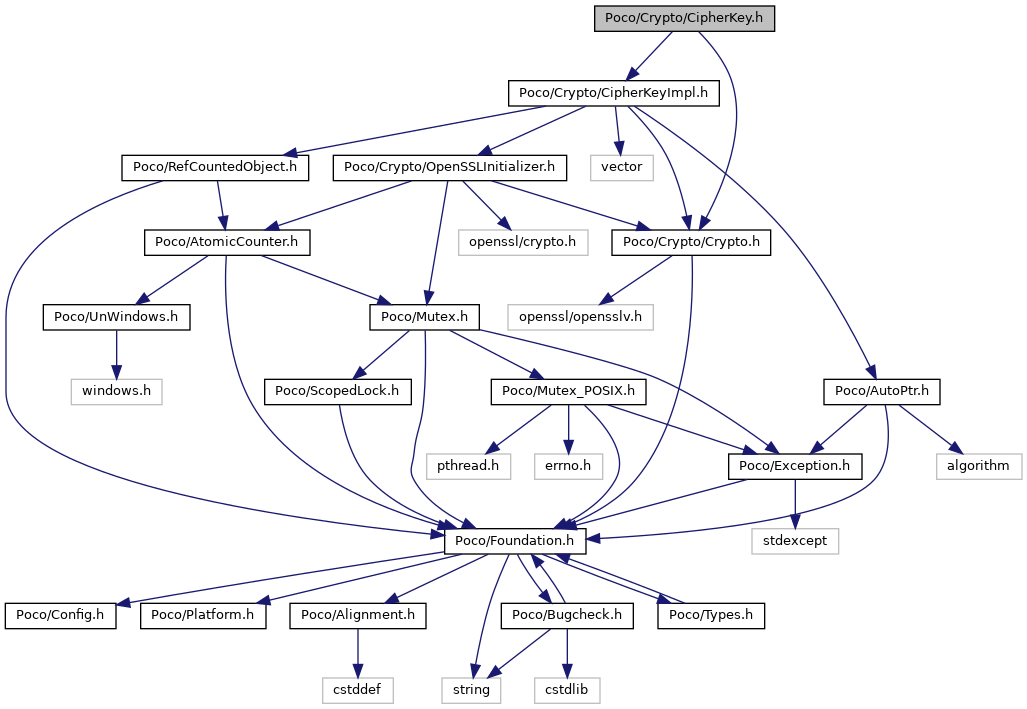 Poco/Crypto/CipherKey.h
Poco/Crypto/CipherKeyImpl.h
Poco/RefCountedObject.h
Poco/Crypto/OpenSSLInitializer.h
vector
Poco/AtomicCounter.h
openssl/crypto.h
Poco/Crypto/Crypto.h
Poco/UnWindows.h
Poco/Mutex.h
openssl/opensslv.h
windows.h
Poco/ScopedLock.h
Poco/Mutex_POSIX.h
Poco/AutoPtr.h
pthread.h
errno.h
Poco/Exception.h
algorithm
Poco/Foundation.h
stdexcept
Poco/Config.h
Poco/Platform.h
Poco/Alignment.h
Poco/Bugcheck.h
Poco/Types.h
cstddef
string
cstdlib